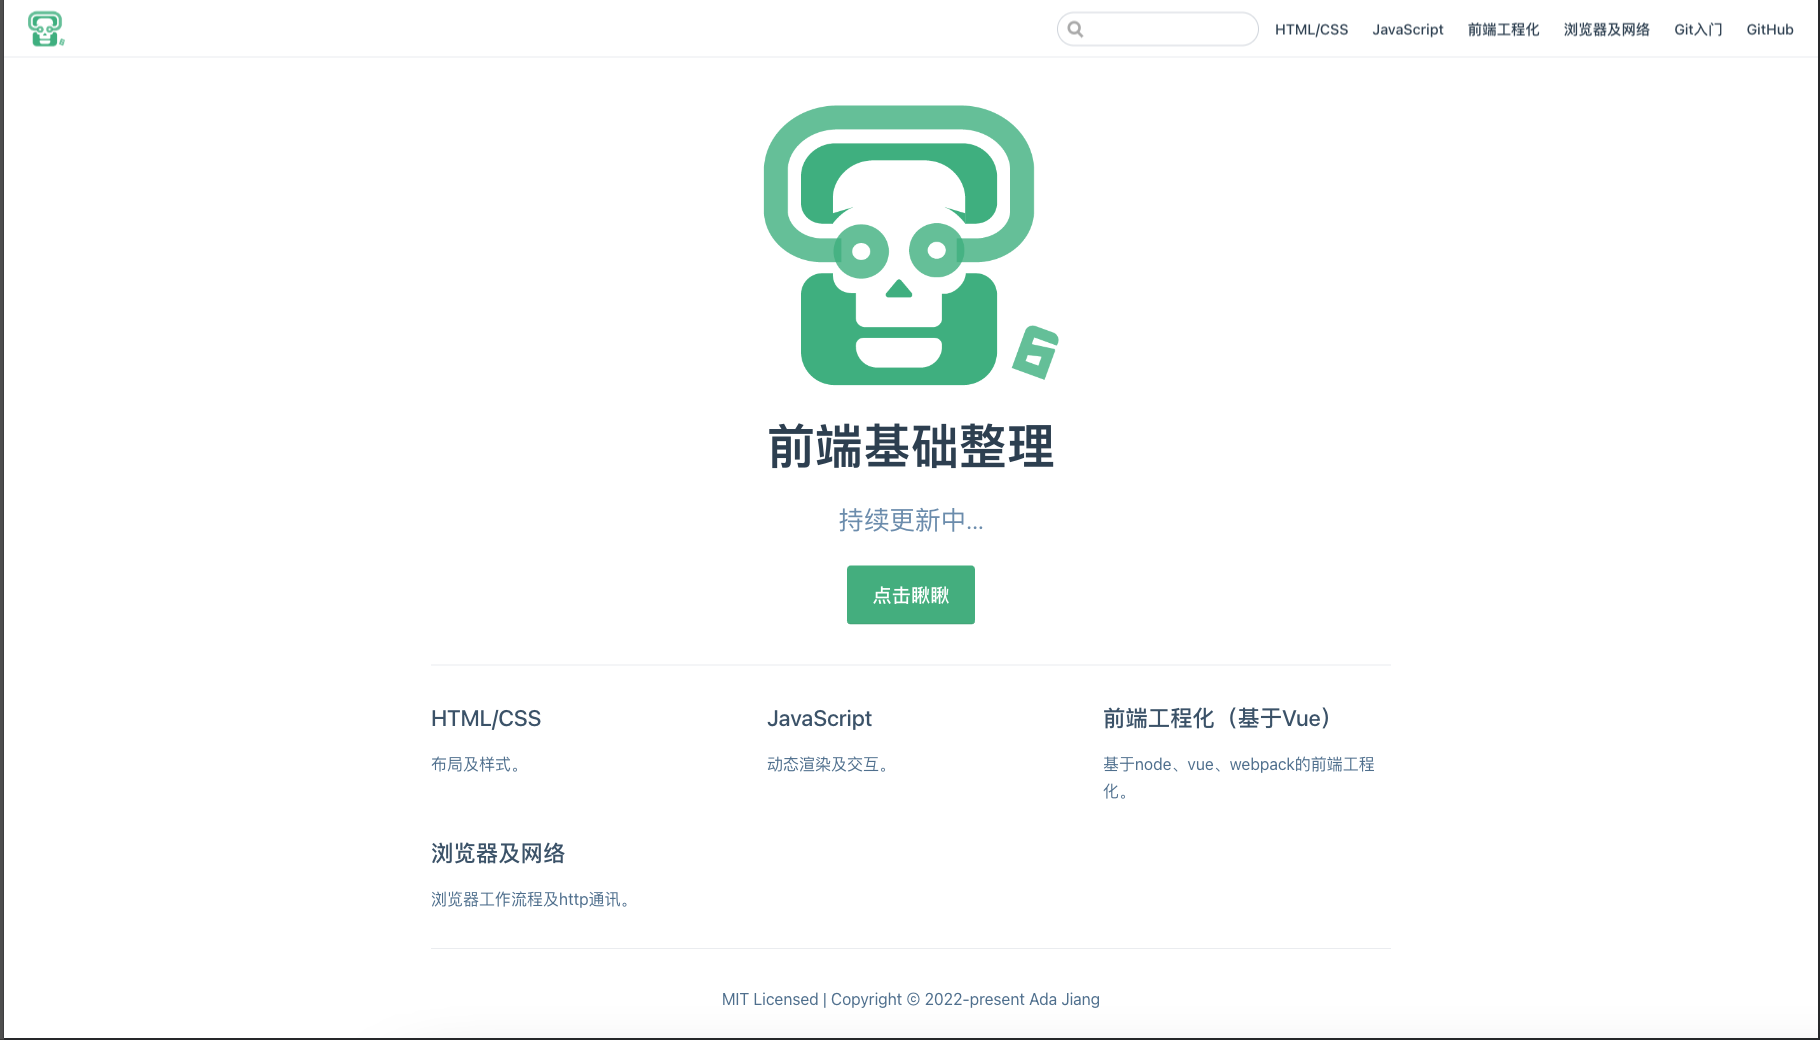 HTML/CSS JavaScript 前端工程化 浏览器及网络 Git入门 GitHub
6
前端基础整理
持续更新中...
点击瞅瞅
HTML/CSS
布局及样式。
JavaScript
动态渲染及交互。
前端工程化（基于Vue）
基于node、vue、webpack的前端工程
化。
浏览器及网络
浏览器工作流程及http通讯。
MIT Licensed | Copyright © 2022-present Ada Jiang